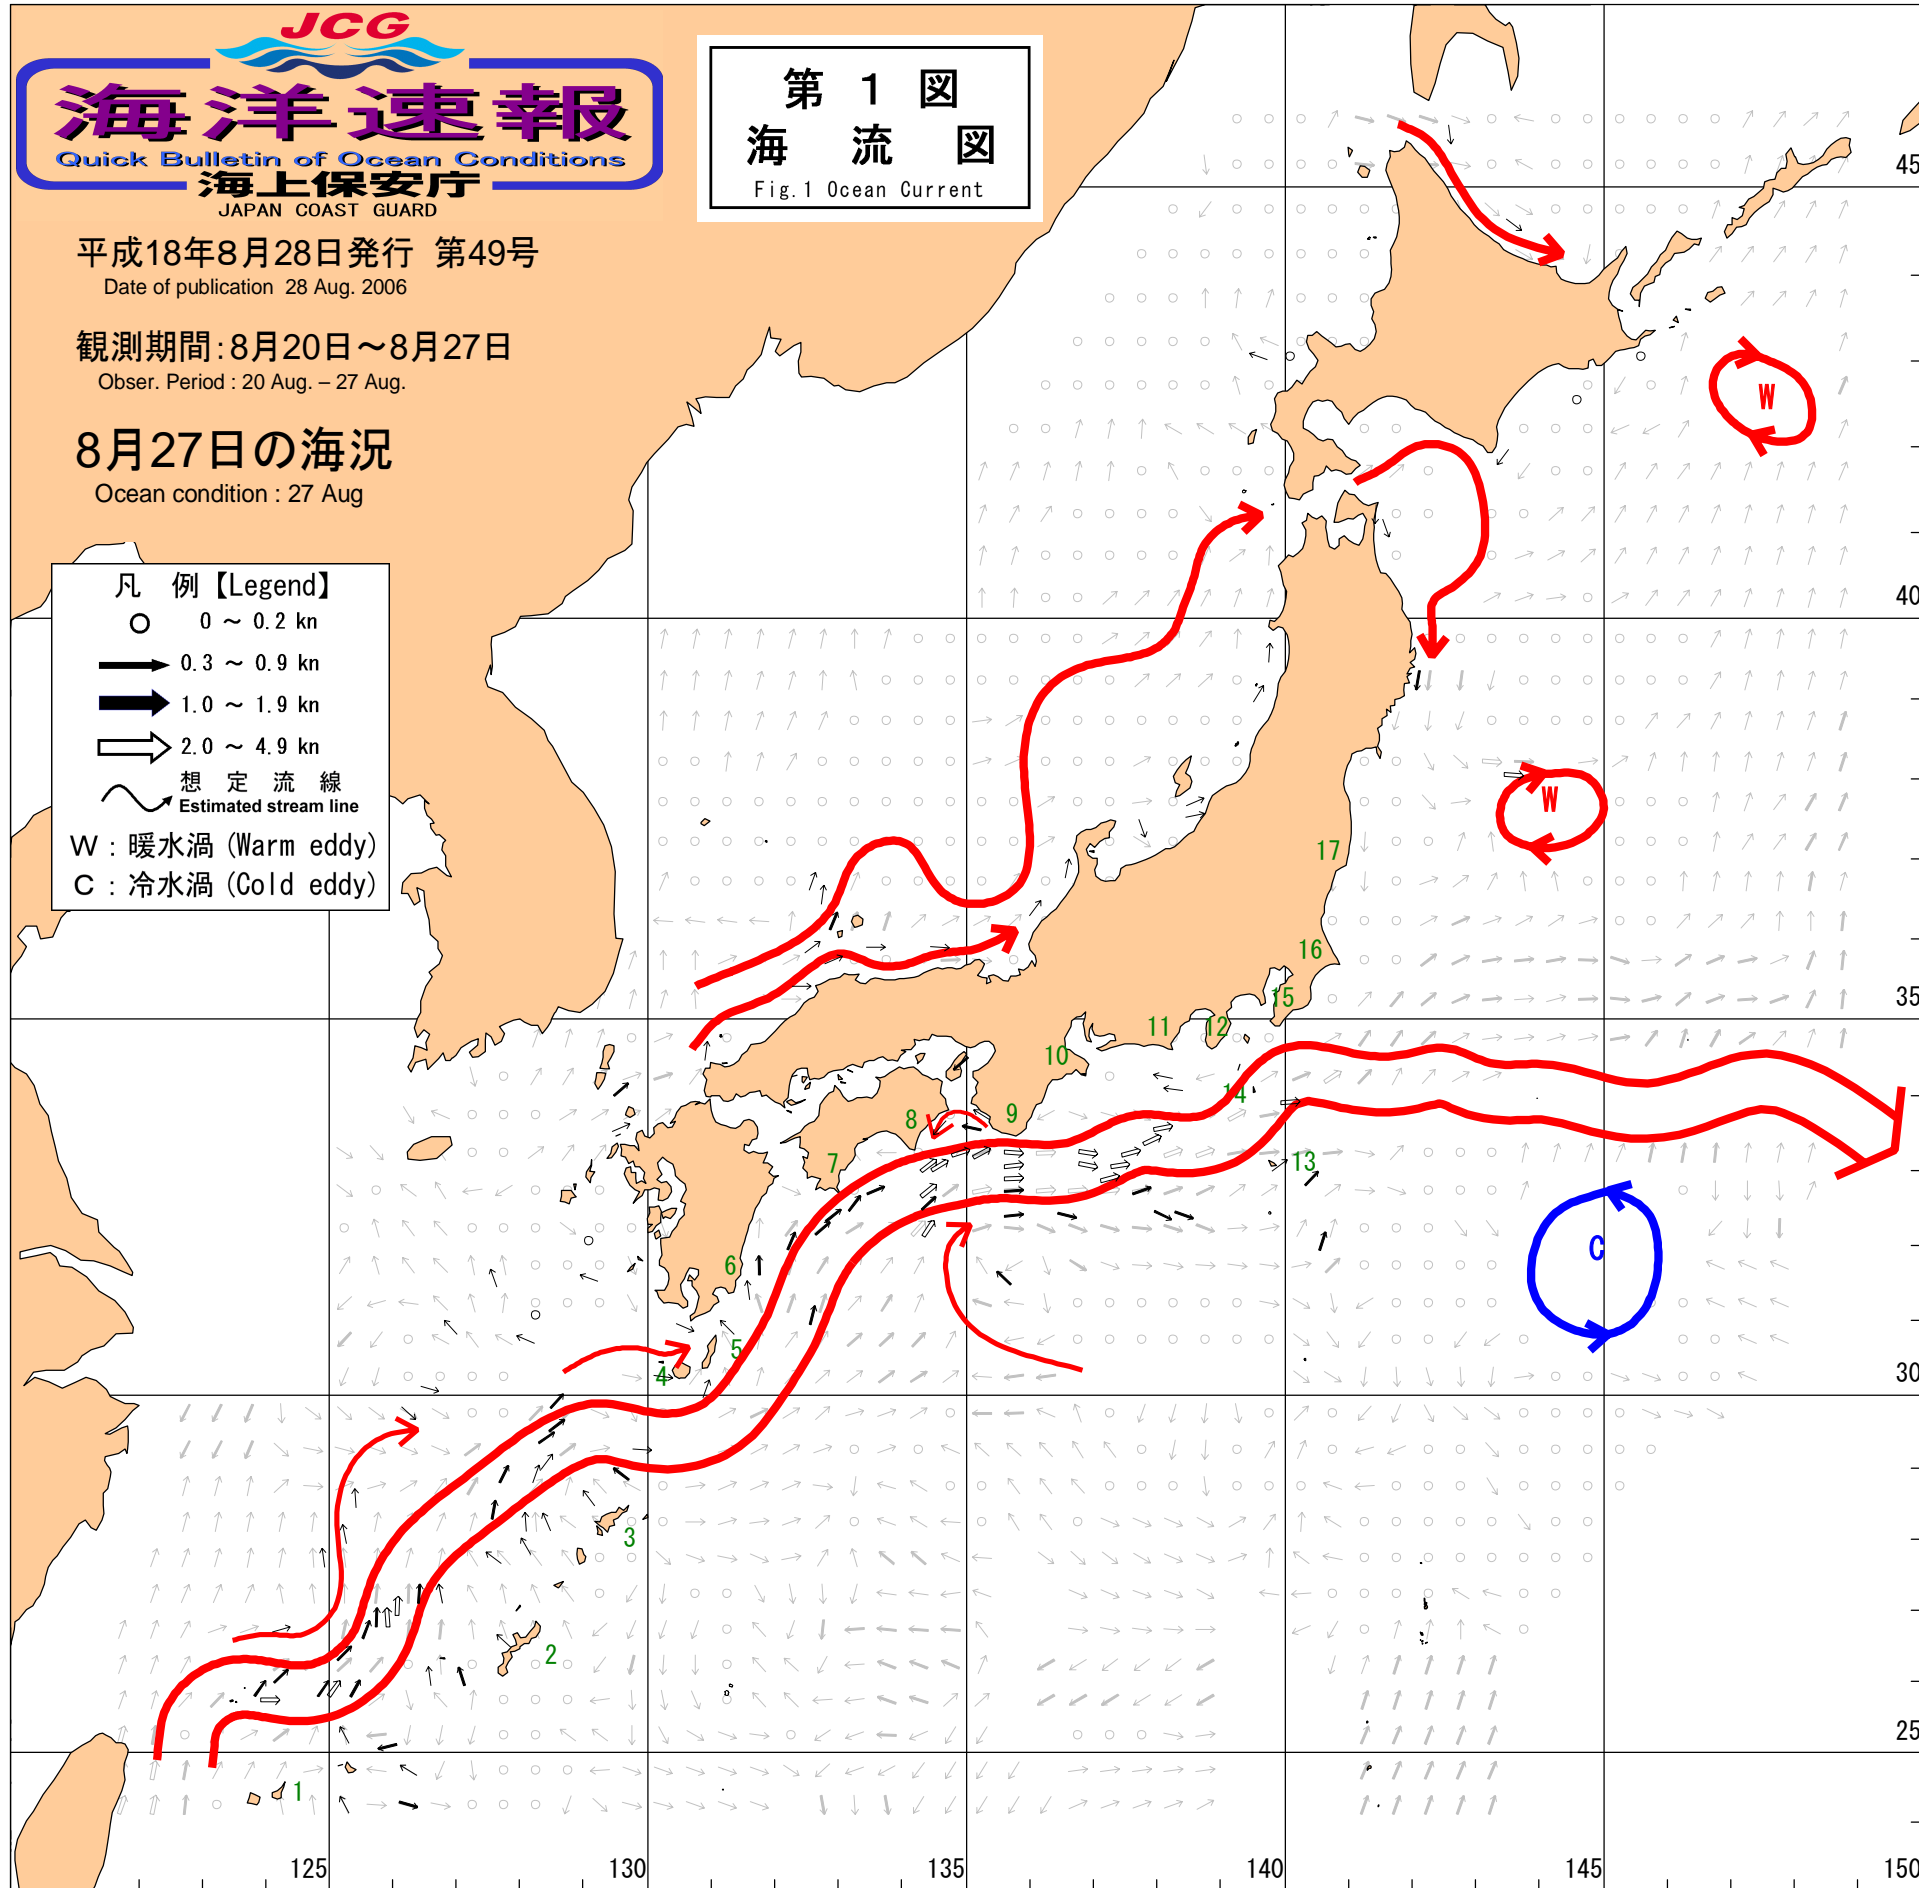 JCG
海洋速報
Quick Bulletin of Ocean Conditions
海上保安庁
JAPAN COAST GUARD
第 1 図
海 流 図
Fig.1 Ocean Current
平成18年8月28日発行 第49号
Date of publication 28 Aug. 2006
観測期間:8月20日~8月27日
Obser. Period : 20 Aug. – 27 Aug.
8月27日の海況
Ocean condition : 27 Aug
凡 例【Legend】
0 ~ 0.2 kn
0.3 ~ 0.9 kn
1.0 ~ 1.9 kn
2.0 ~ 4.9 kn
想 定 流 線
Estimated stream line
W : 暖水渦 (Warm eddy)
C : 冷水渦 (Cold eddy)
45
W
40
W
17
16
35
15
12
11
10
14
9
8
7
13
6
C
5
4
30
3
2
25
1
125
130
135
140
145
150